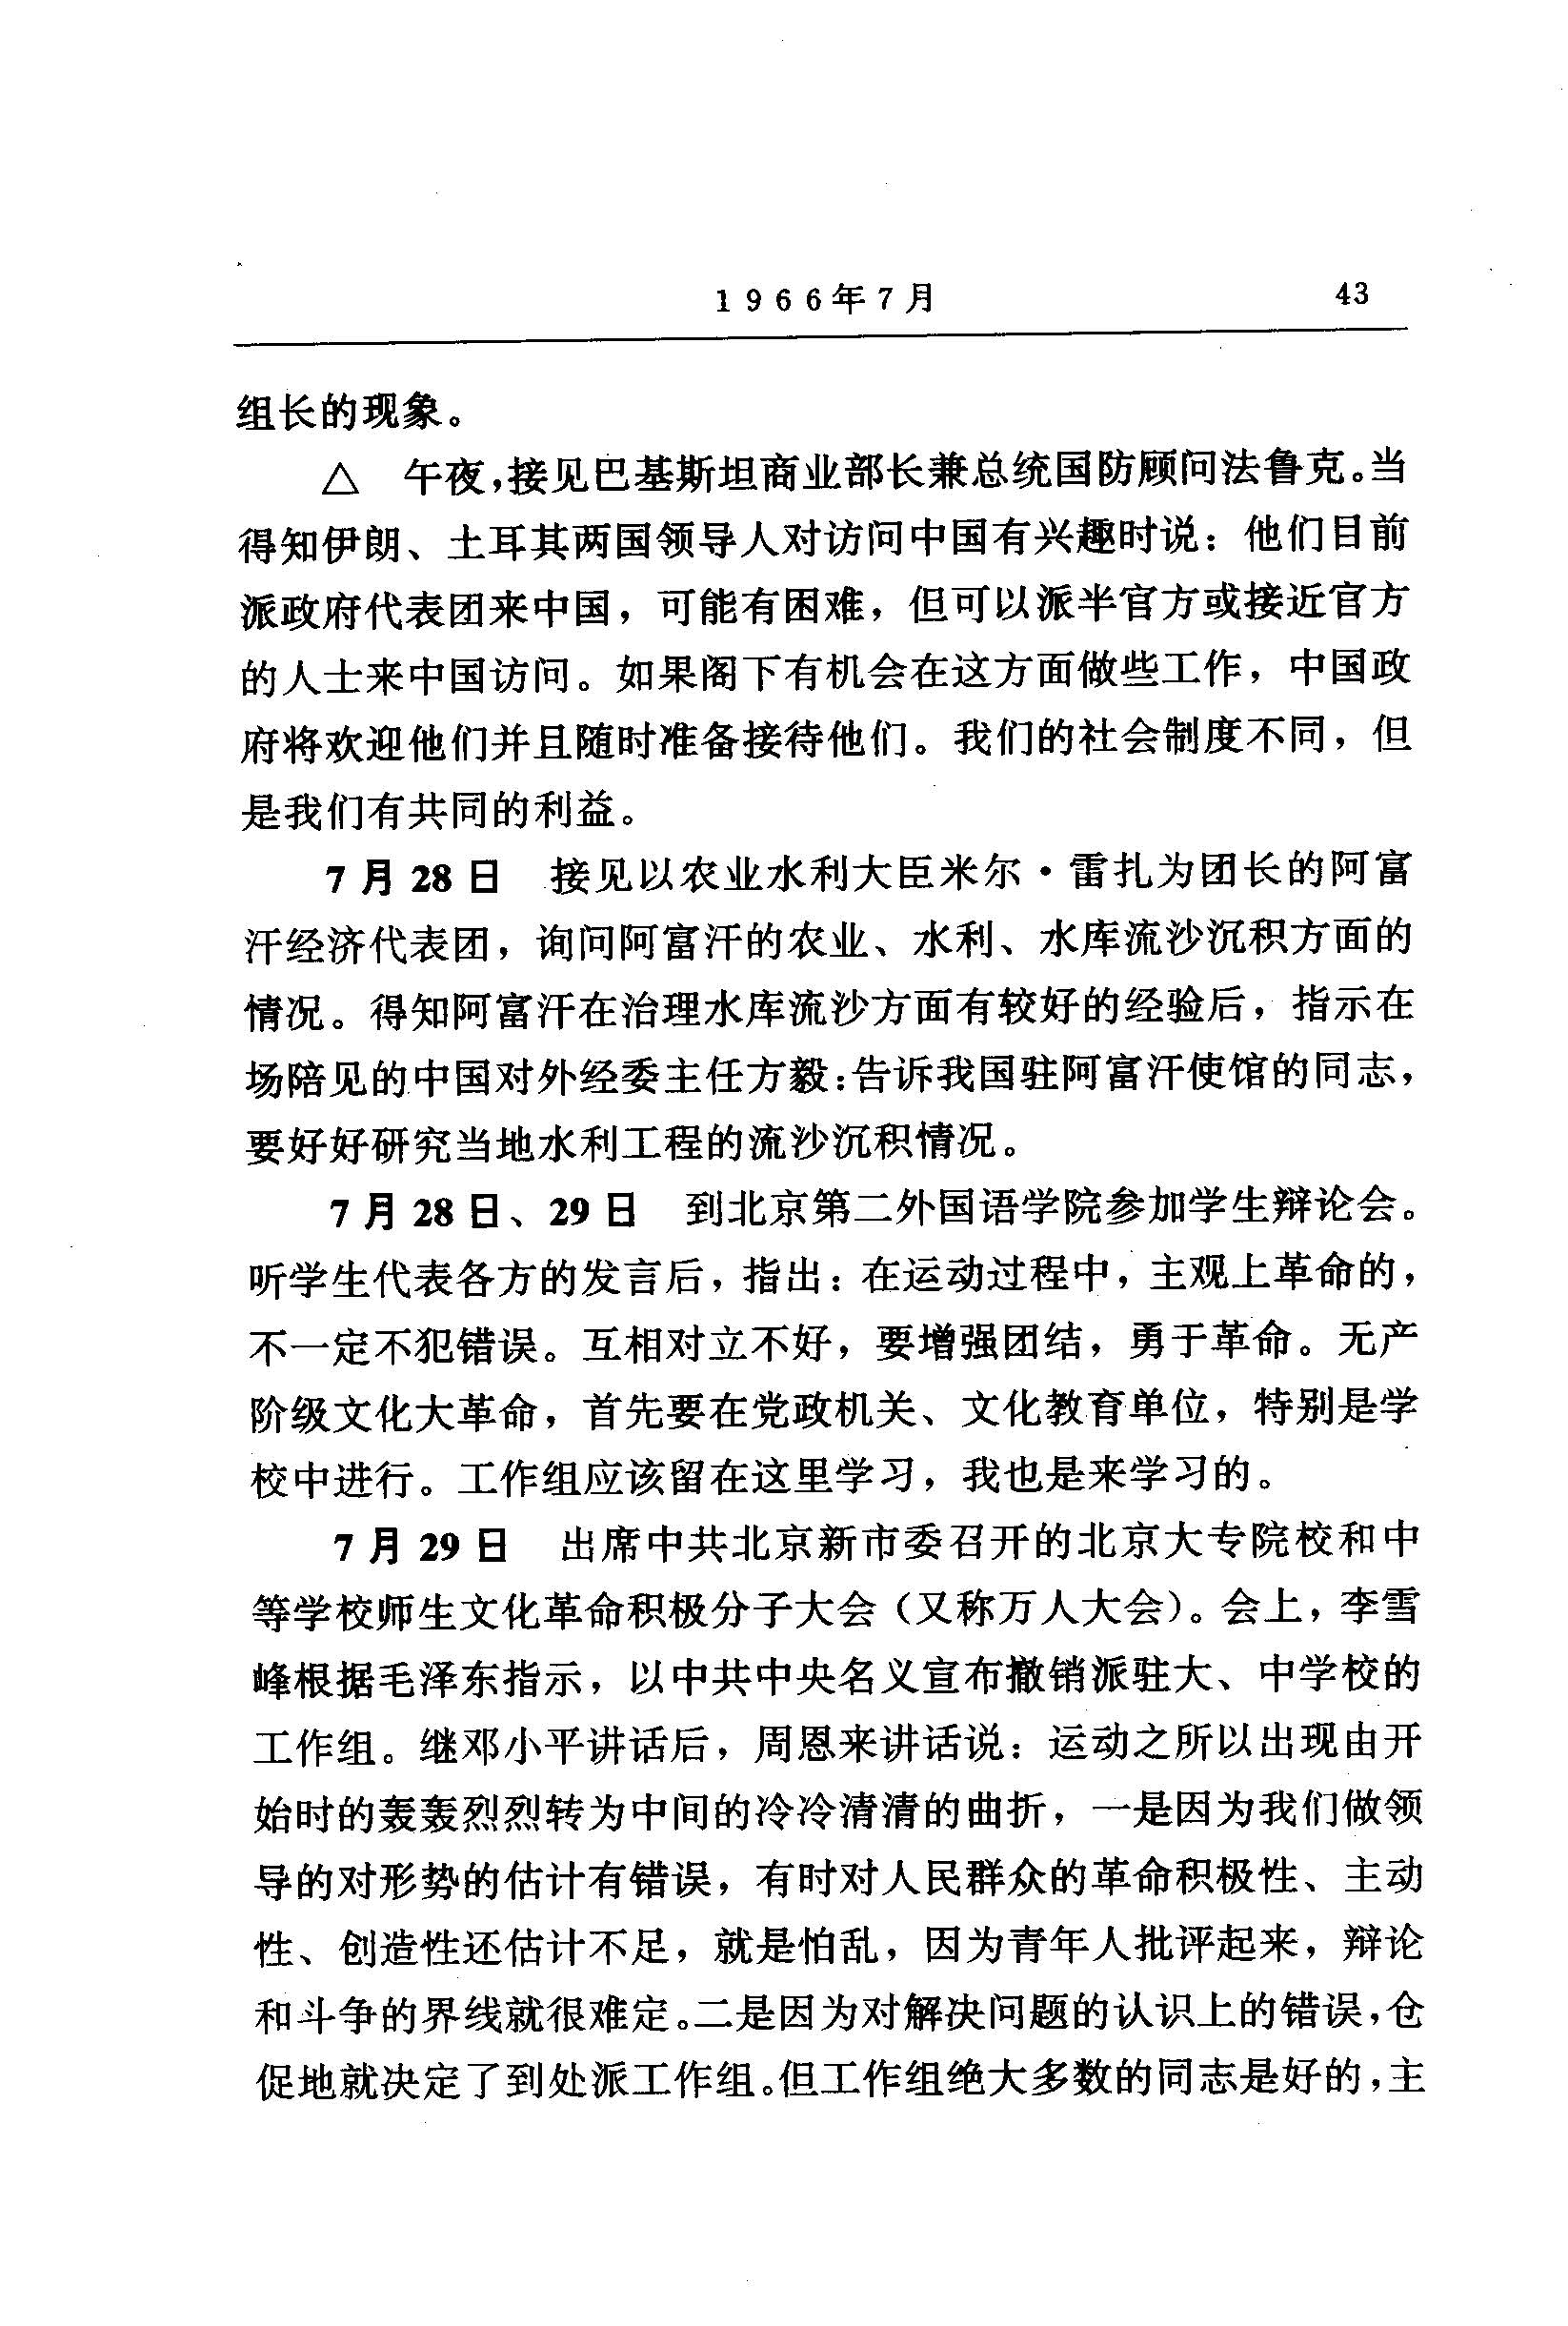 1966年7月 43
组长的现象。
△ 午夜,接见巴基斯坦商业部长兼总统国防顾问法鲁克。当
得知伊朗、土耳其两国领导人对访问中国有兴趣时说：他们目前
派政府代表团来中国，可能有困难，但可以派半官方或接近官方
的人士来中国访问。如果阁下有机会在这方面做些工作，中国政
府将欢迎他们并且随时准备接待他们。我们的社会制度不同，但
是我们有共同的利益。
7月28日 接见以农业水利大臣米尔·雷扎为团长的阿富
汗经济代表团，询问阿富汗的农业、水利、水库流沙沉积方面的
情况。得知阿富汗在治理水库流沙方面有较好的经验后，指示在
场陪见的中国对外经委主任方毅:告诉我国驻阿富汗使馆的同志，
要好好研究当地水利工程的流沙沉积情况。
7月28日、29日 到北京第二外国语学院参加学生辩论会。
听学生代表各方的发言后，指出：在运动过程中，主观上革命的，
不一定不犯错误。互相对立不好，要增强团结，勇于革命。无产
阶级文化大革命，首先要在党政机关、文化教育单位，特别是学
校中进行。工作组应该留在这里学习，我也是来学习的。
7月29日 出席中共北京新市委召开的北京大专院校和中
等学校师生文化革命积极分子大会（又称万人大会）。会上，李雪
峰根据毛泽东指示，以中共中央名义宣布撤销派驻大、中学校的
工作组。继邓小平讲话后，周恩来讲话说：运动之所以出现由开
始时的轰轰烈烈转为中间的冷冷清清的曲折，一是因为我们做领
导的对形势的估计有错误，有时对人民群众的革命积极性、主动
性、创造性还估计不足，就是怕乱，因为青年人批评起来，辩论
和斗争的界线就很难定。二是因为对解决问题的认识上的错误,仓
促地就决定了到处派工作组。但工作组绝大多数的同志是好的,主